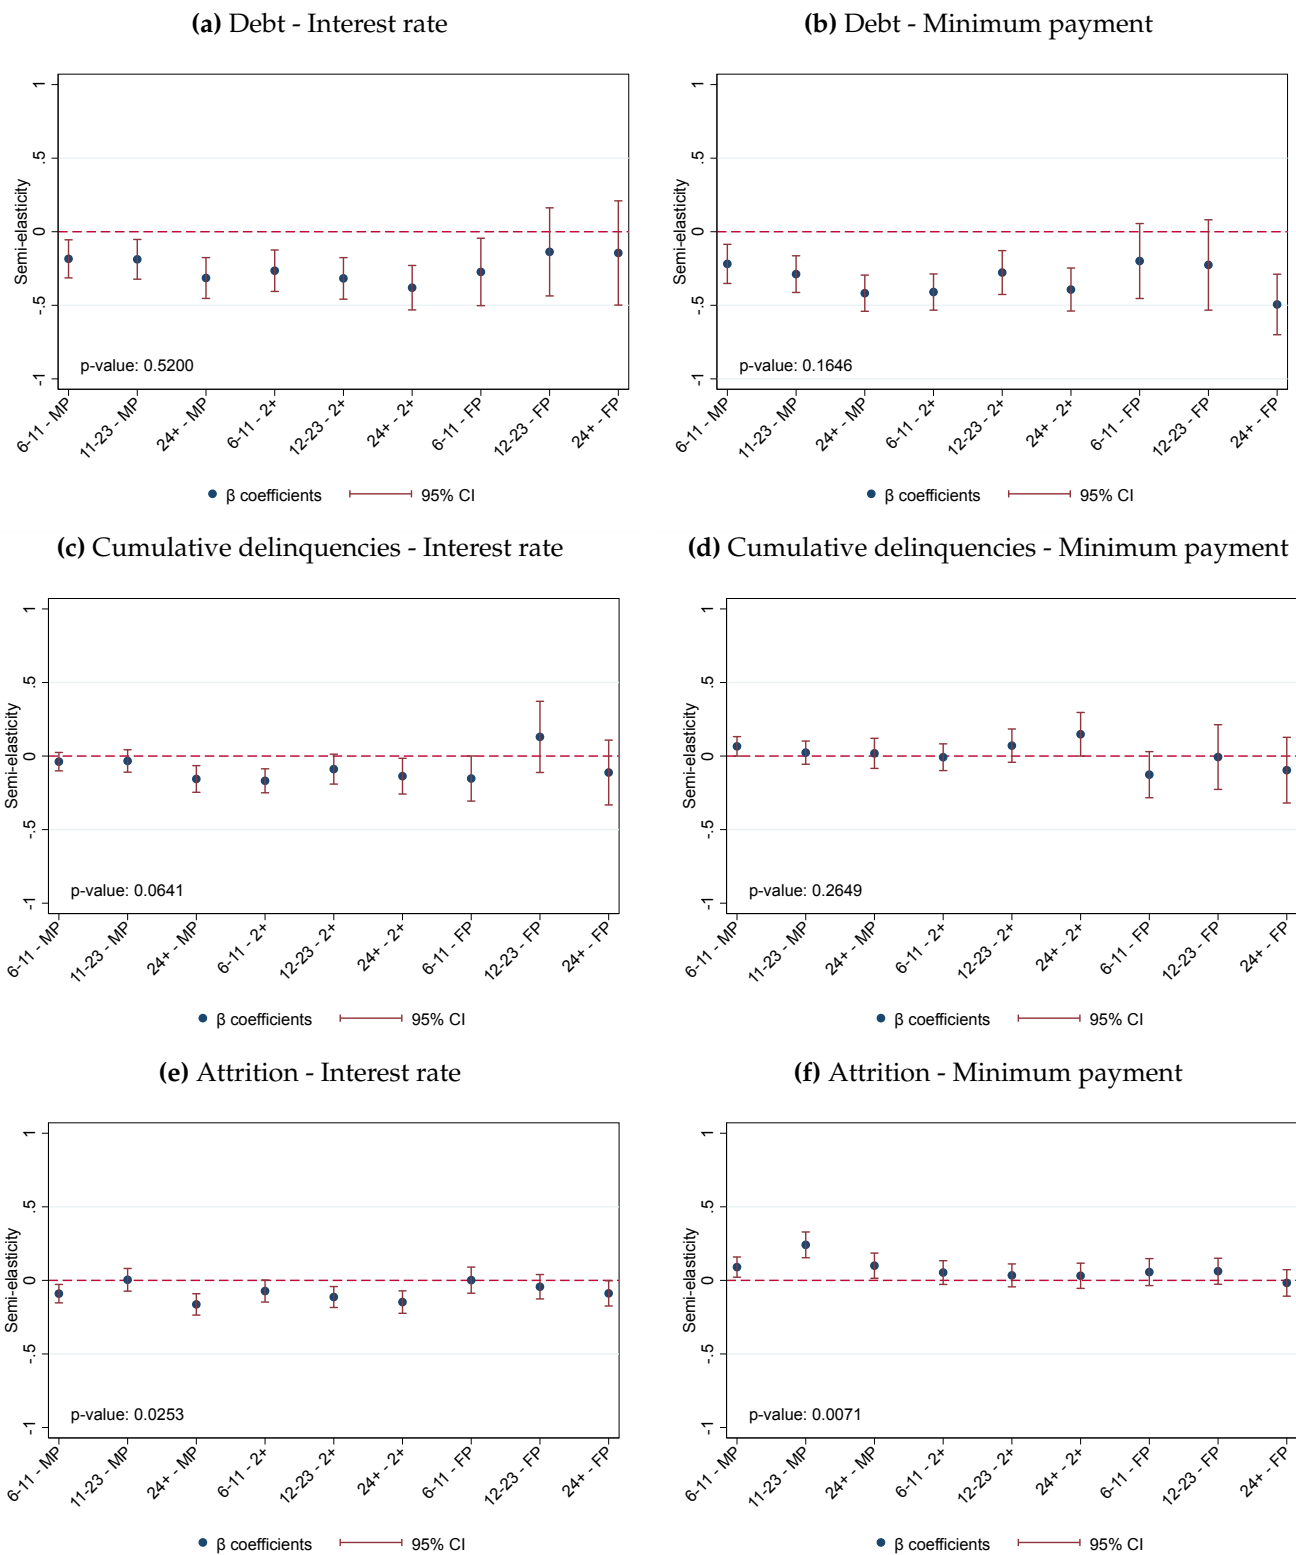 (a) Debt - Interest rate
(b) Debt - Minimum payment
Semi-elasticity
1
.5
0
-.5
-1
p-value: 0.5200
6-11 - MP
11-23 - MP
24+ - MP
6-11 - 2+
12-23 - 2+
24+ - 2+
6-11 - FP
12-23 - FP
24+ - FP
β coefficients 95% CI
Semi-elasticity
1
.5
0
-.5
-1
p-value: 0.1646
6-11 - MP
11-23 - MP
24+ - MP
6-11 - 2+
12-23 - 2+
24+ - 2+
6-11 - FP
12-23 - FP
24+ - FP
β coefficients 95% CI
(c) Cumulative delinquencies - Interest rate
(d) Cumulative delinquencies - Minimum payment
Semi-elasticity
1
.5
0
-.5
-1
p-value: 0.0641
6-11 - MP
11-23 - MP
24+ - MP
6-11 - 2+
12-23 - 2+
24+ - 2+
6-11 - FP
12-23 - FP
24+ - FP
β coefficients 95% CI
Semi-elasticity
1
.5
0
-.5
-1
p-value: 0.2649
6-11 - MP
11-23 - MP
24+ - MP
6-11 - 2+
12-23 - 2+
24+ - 2+
6-11 - FP
12-23 - FP
24+ - FP
β coefficients 95% CI
(e) Attrition - Interest rate
(f) Attrition - Minimum payment
Semi-elasticity
1
.5
0
-.5
-1
p-value: 0.0253
6-11 - MP
11-23 - MP
24+ - MP
6-11 - 2+
12-23 - 2+
24+ - 2+
6-11 - FP
12-23 - FP
24+ - FP
β coefficients 95% CI
Semi-elasticity
1
.5
0
-.5
-1
p-value: 0.0071
6-11 - MP
11-23 - MP
24+ - MP
6-11 - 2+
12-23 - 2+
24+ - 2+
6-11 - FP
12-23 - FP
24+ - FP
β coefficients 95% CI